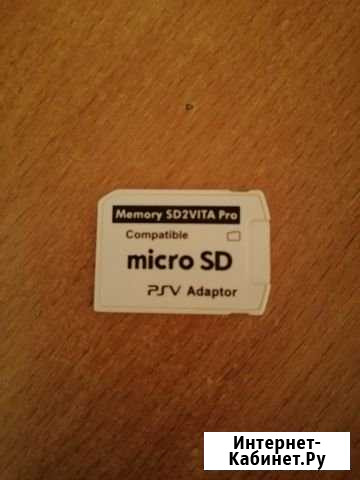 Memory SD2VITA Pro
Compatible
micro SD
PSV Adaptor
Интернет-
Кабинет.Ру